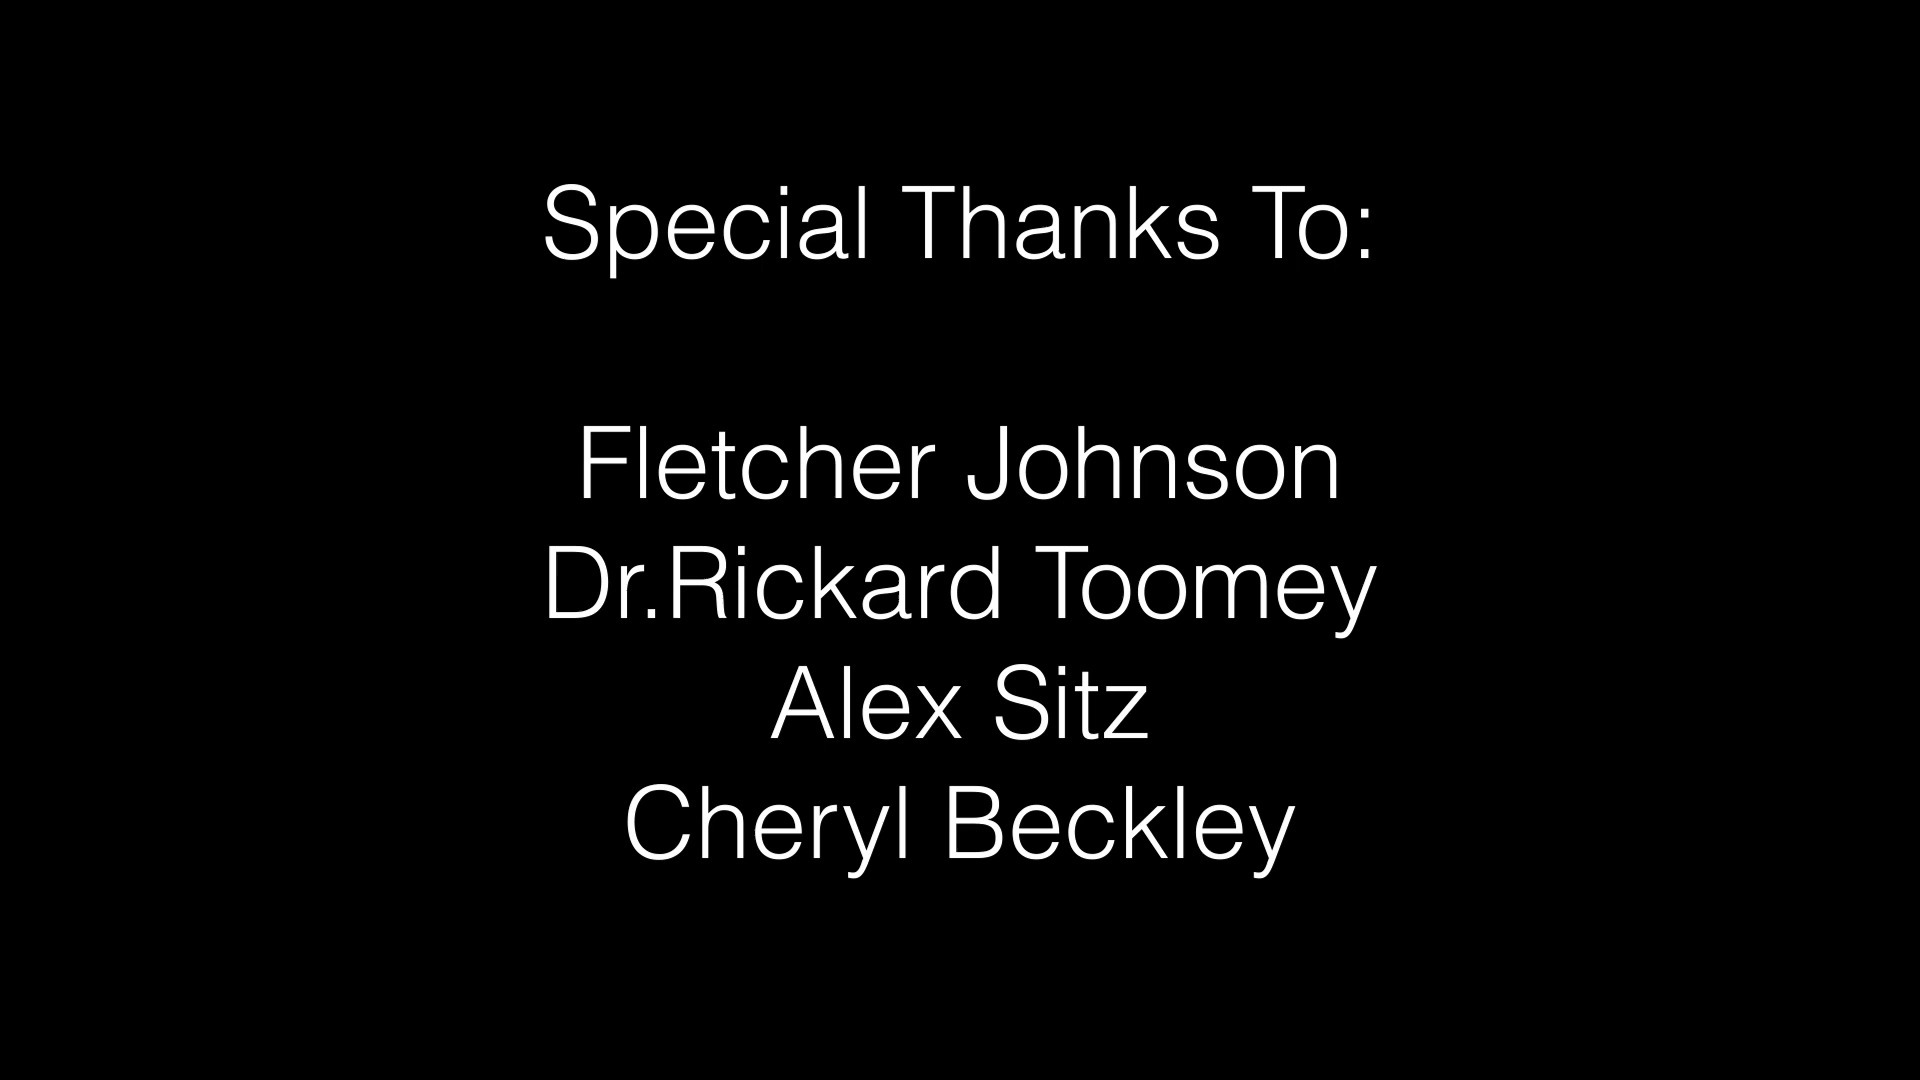 Special Thanks To:
Fletcher Johnson
Dr.Rickard Toomey
Alex Sitz
Cheryl Beckley